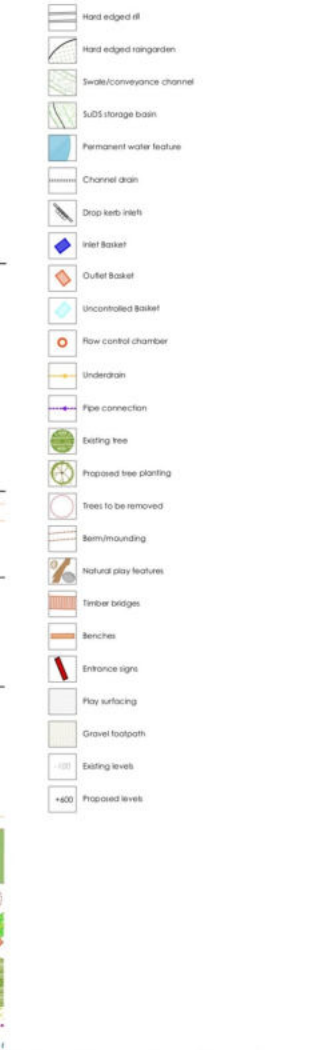 Hard edged rill
Hard edged raingarden
Swale/conveyance channel
SuDS storage basin
Permanent water feature
Channel drain
Drop kerb inlets
Inlet Basket
Outlet Basket
Uncontrolled Basket
Flow control chamber
Underdrain
Pipe connection
Existing tree
Proposed tree planting
Trees to be removed
Berm/mounding
Natural play features
Timber bridges
Benches
Entrance signs
Play surfacing
Gravel footpath
Existing levels
+600 Proposed levels